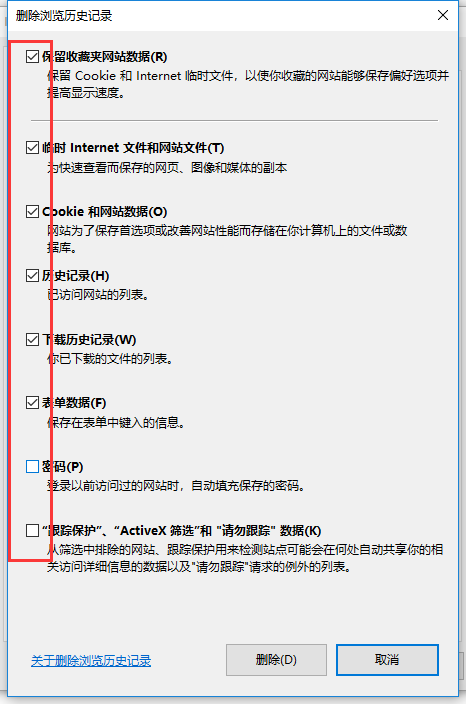 删除浏览历史记录
保留收藏夹网站数据(R)
保留 Cookie 和 Internet 临时文件，以使你收藏的网站能够保存偏好选项并
提高显示速度。
临时 Internet 文件和网站文件(T)
为快速查看而保存的网页、图像和媒体的副本
Cookie 和网站数据(O)
网站为了保存首选项或改善网站性能而存储在你计算机上的文件或数
据库。
历史记录(H)
已访问网站的列表。
下载历史记录(W)
你已下载的文件的列表。
表单数据(F)
保存在表单中键入的信息。
密码(P)
登录以前访问过的网站时，自动填充保存的密码。
“跟踪保护”、“ActiveX 筛选”和 "请勿跟踪" 数据(K)
从筛选中排除的网站、跟踪保护用来检测站点可能会在何处自动共享你的相
关访问详细信息的数据以及"请勿跟踪"请求的例外的列表。
关于删除浏览历史记录
删除(D)
取消